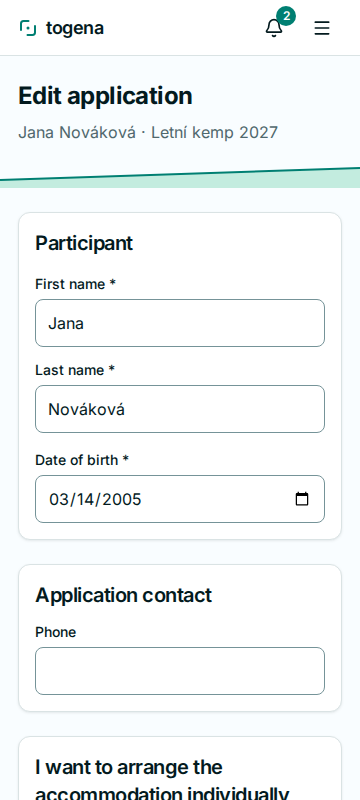 togena
2
Edit application
Jana Nováková · Letní kemp 2027
Participant
First name *
Jana
Last name *
Nováková
Date of birth *
03/14/2005
Application contact
Phone
I want to arrange the
accommodation individually